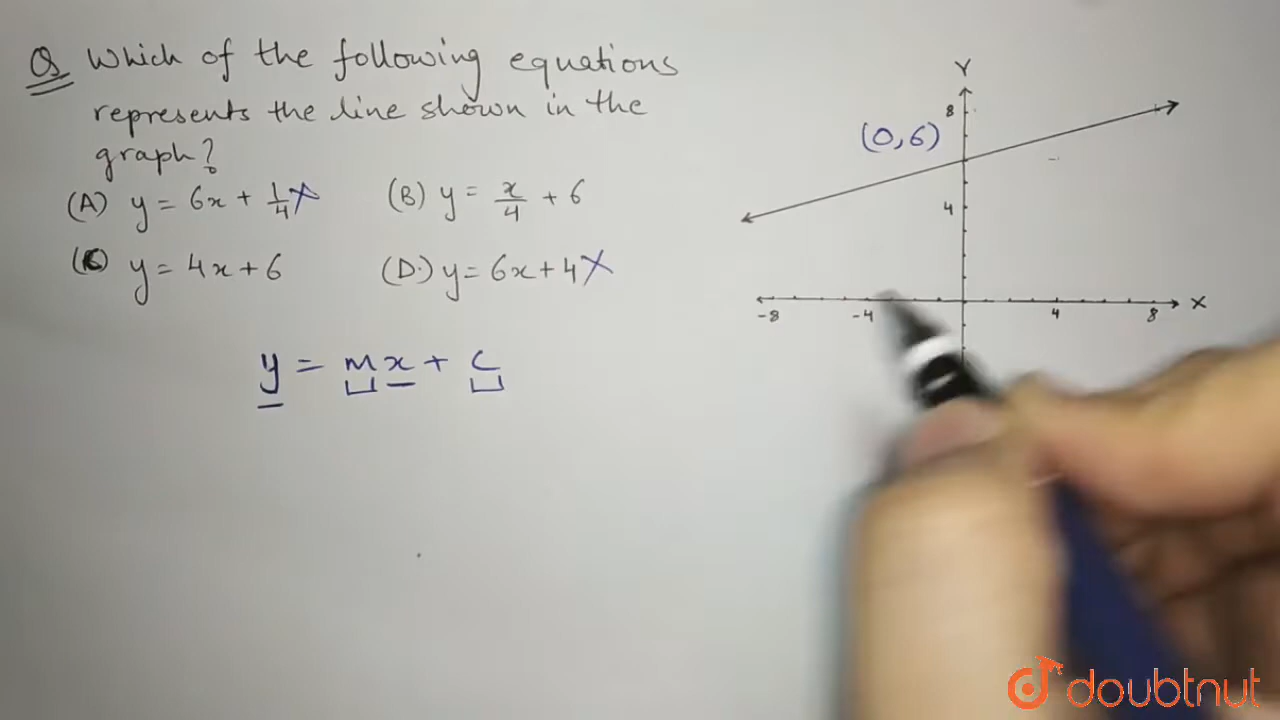 Q Which of the following equations
represents the line shown in the
graph?
(A) y = 6x + 1/4 X (B) y = x/4 + 6
(C) y = 4x + 6 (D.) y = 6x + 4 X
y = mx + c
Y
8
(0,6)
4
-8 -4 4 8 X
doubtnut